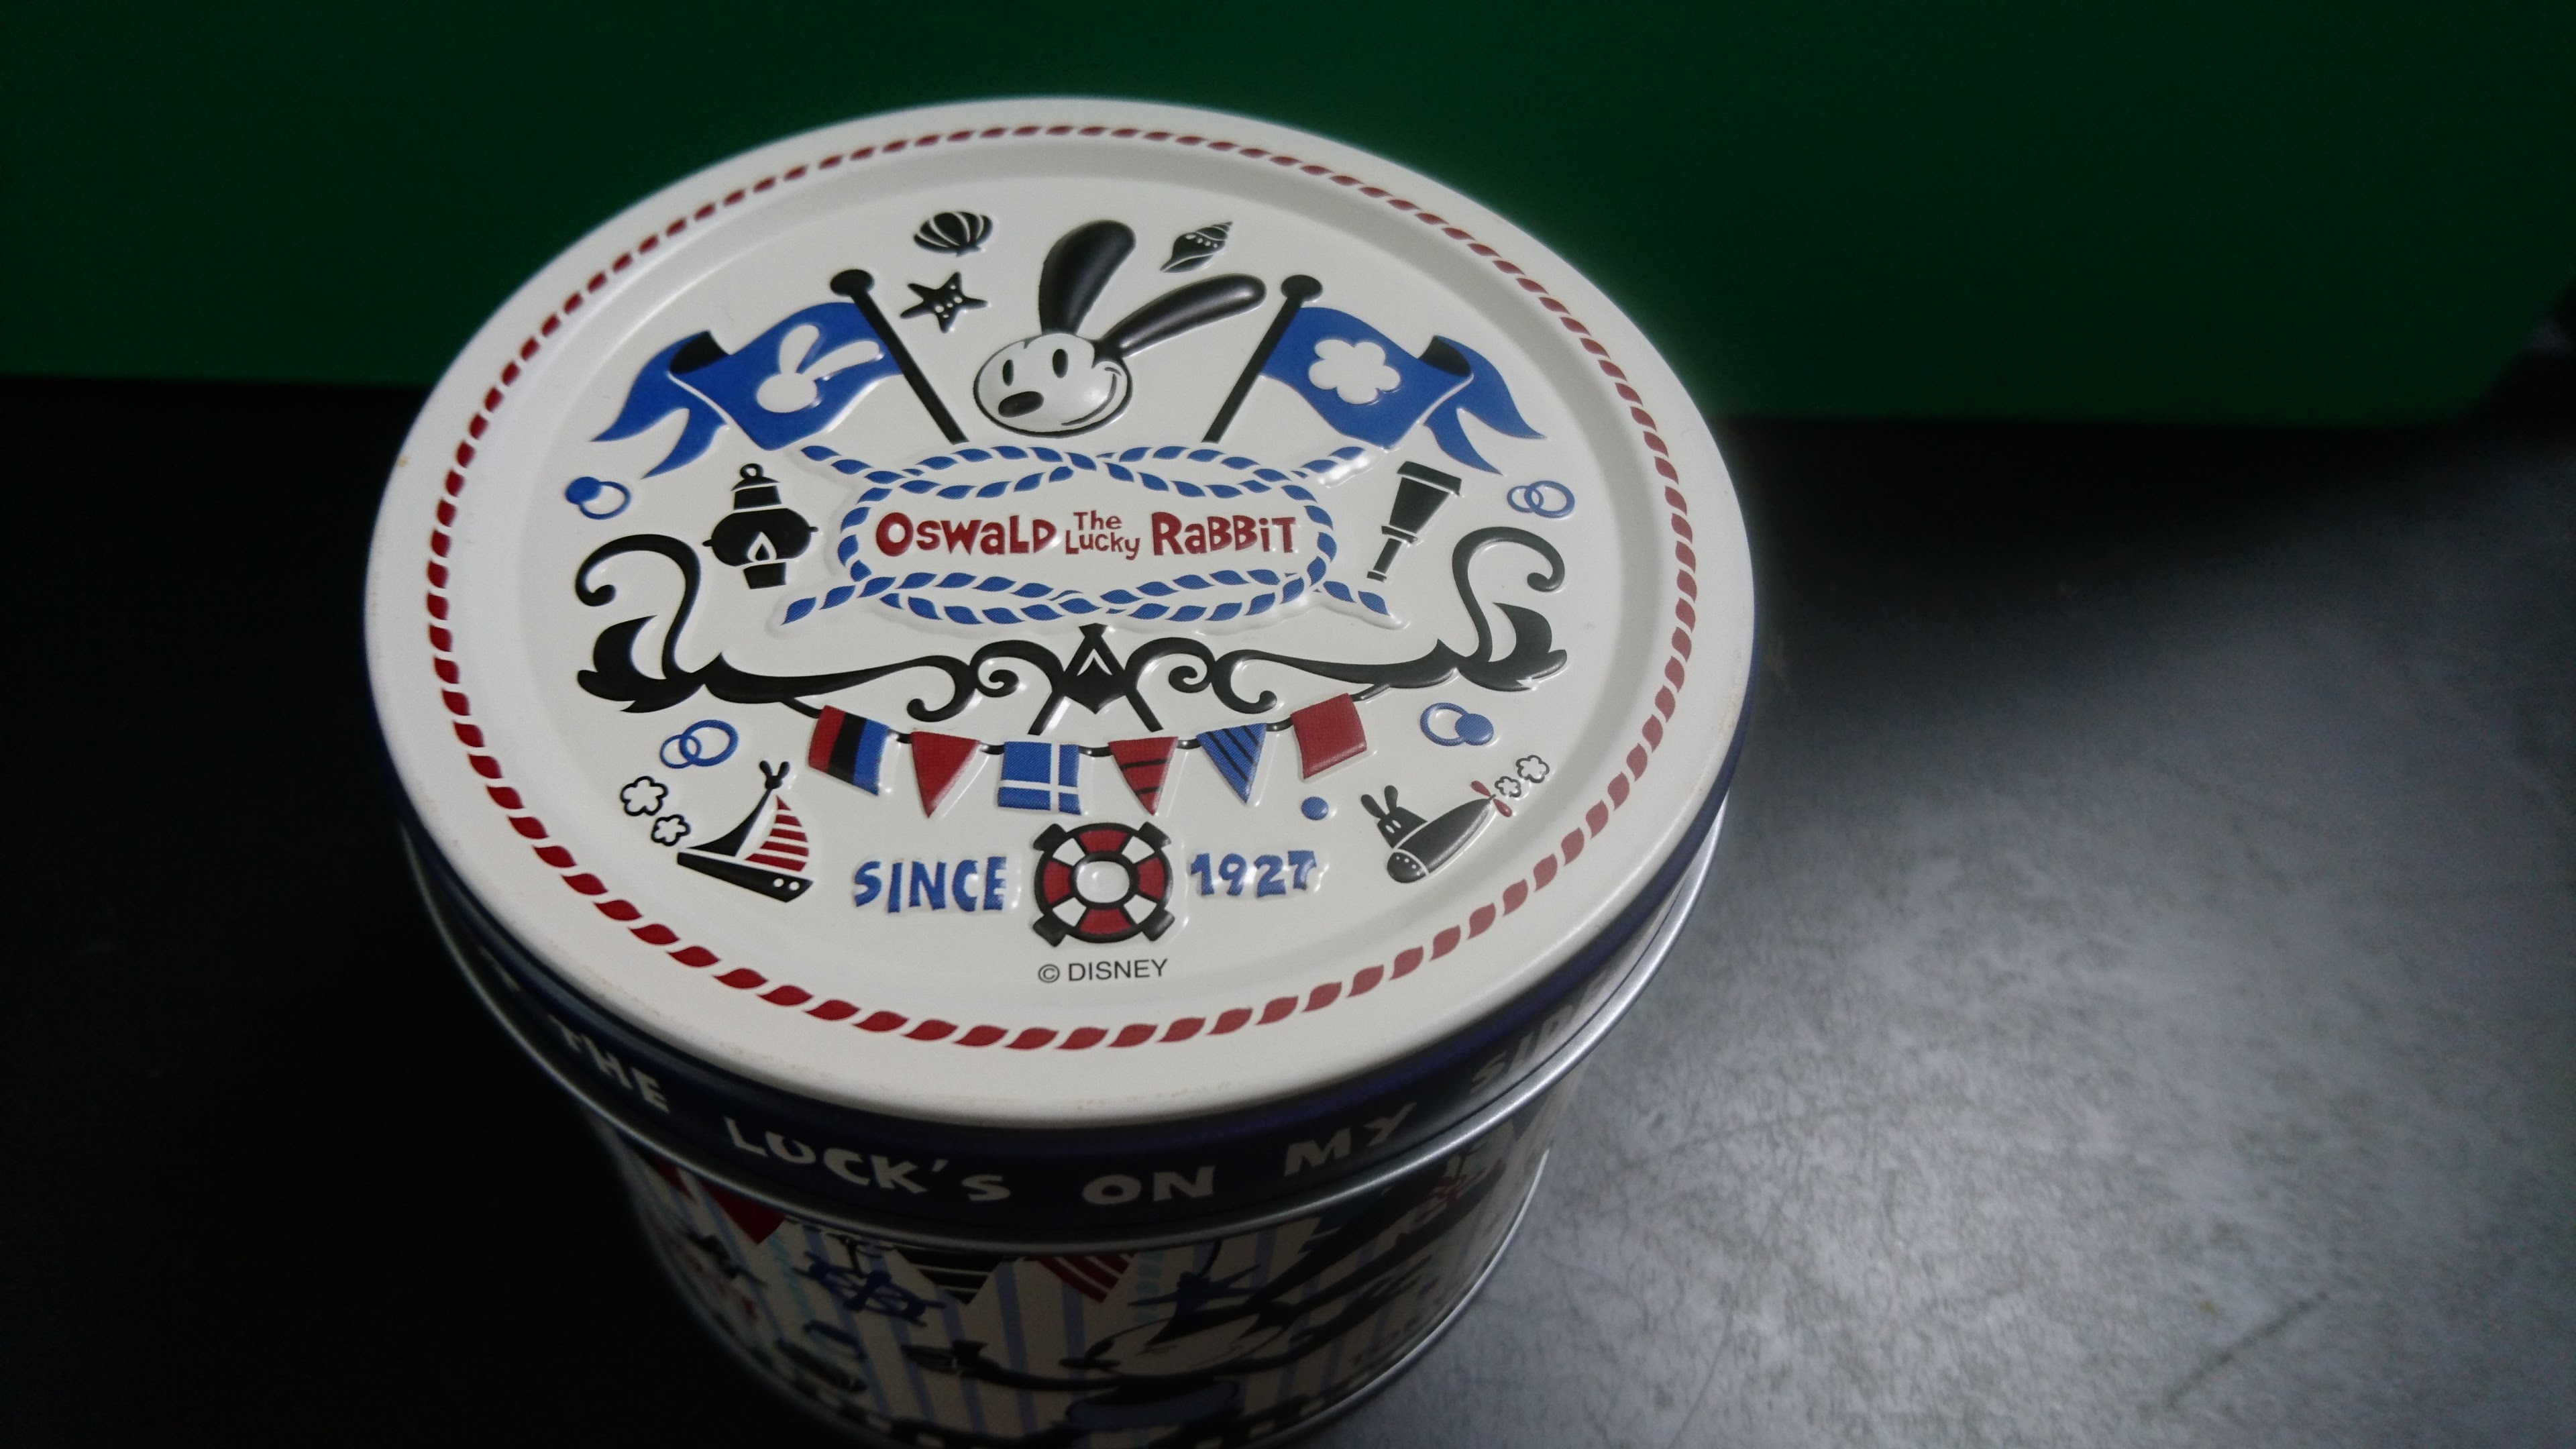 Oswald The Lucky Rabbit
SINCE 1927
© DISNEY
THE LUCK'S ON MY